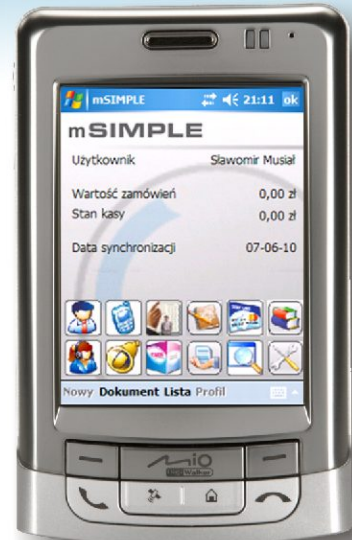 mSIMPLE 21:11 ok
mSIMPLE
Użytkownik Sławomir Musiał
Wartość zamówień 0,00 zł
Stan kasy 0,00 zł
Data synchronizacji 07-06-10
Nowy Dokument Lista Profil
Mio
DigiWalker